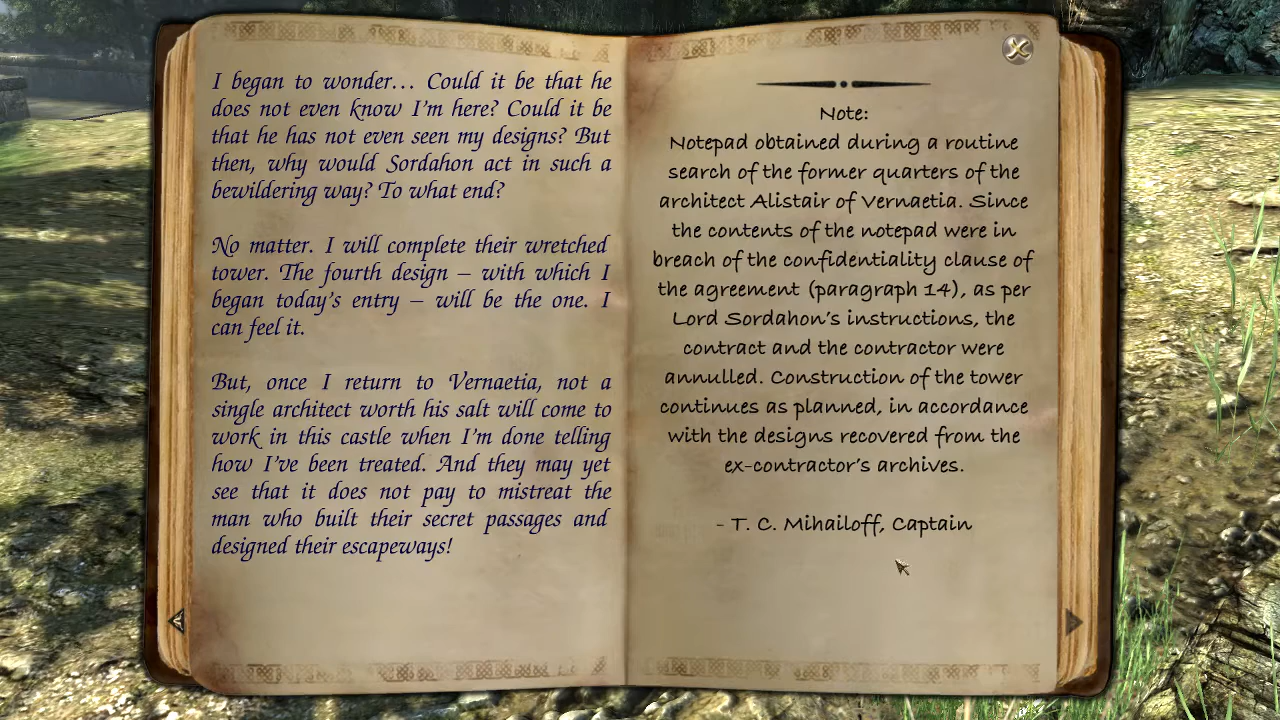 I began to wonder... Could it be that he
does not even know I'm here? Could it be
that he has not even seen my designs? But
then, why would Sordahon act in such a
bewildering way? To what end?
No matter. I will complete their wretched
tower. The fourth design – with which I
began today's entry – will be the one. I
can feel it.
But, once I return to Vernaetia, not a
single architect worth his salt will come to
work in this castle when I'm done telling
how I've been treated. And they may yet
see that it does not pay to mistreat the
man who built their secret passages and
designed their escapeways!
Note:
Notepad obtained during a routine
search of the former quarters of the
architect Alistair of Vernaetia. Since
the contents of the notepad were in
breach of the confidentiality clause of
the agreement (paragraph 14), as per
Lord Sordahon's instructions, the
contract and the contractor were
annulled. Construction of the tower
continues as planned, in accordance
with the designs recovered from the
ex-contractor's archives.
- T. C. Mihailoff, Captain